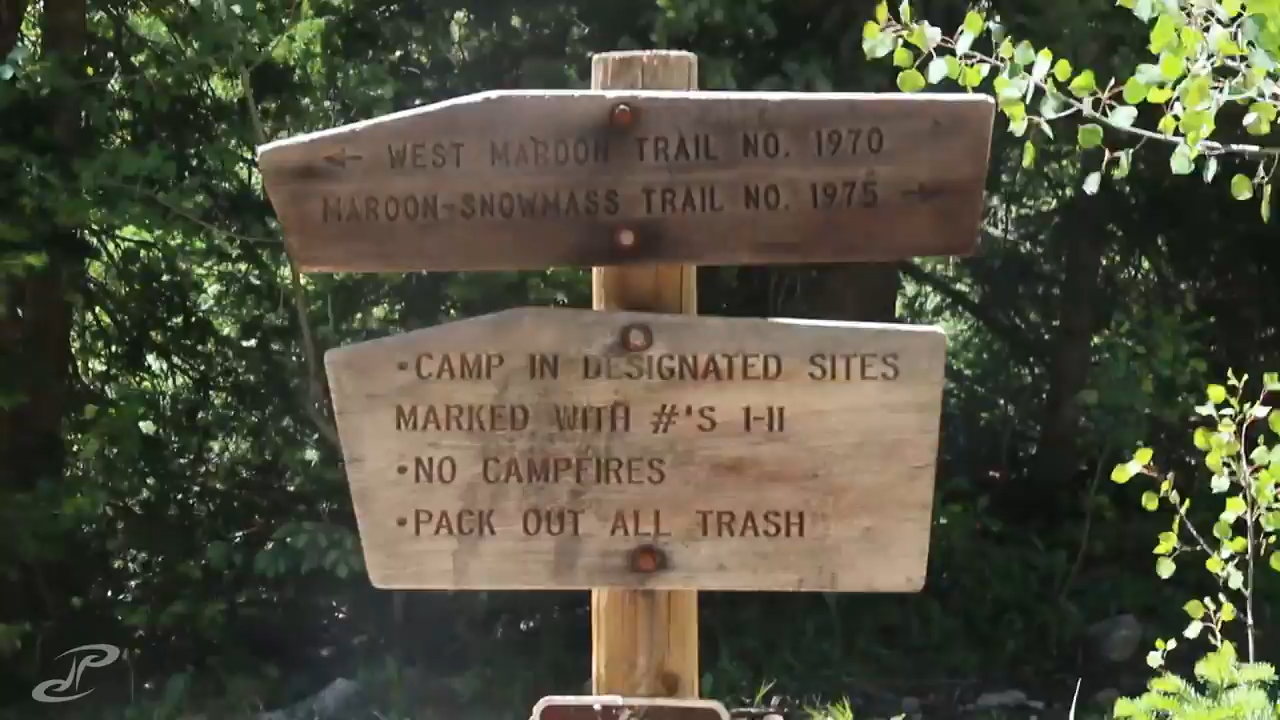 ← WEST MAROON TRAIL NO. 1970
MAROON-SNOWMASS TRAIL NO. 1975 →
•CAMP IN DESIGNATED SITES
MARKED WITH #'S 1-11
•NO CAMPFIRES
•PACK OUT ALL TRASH